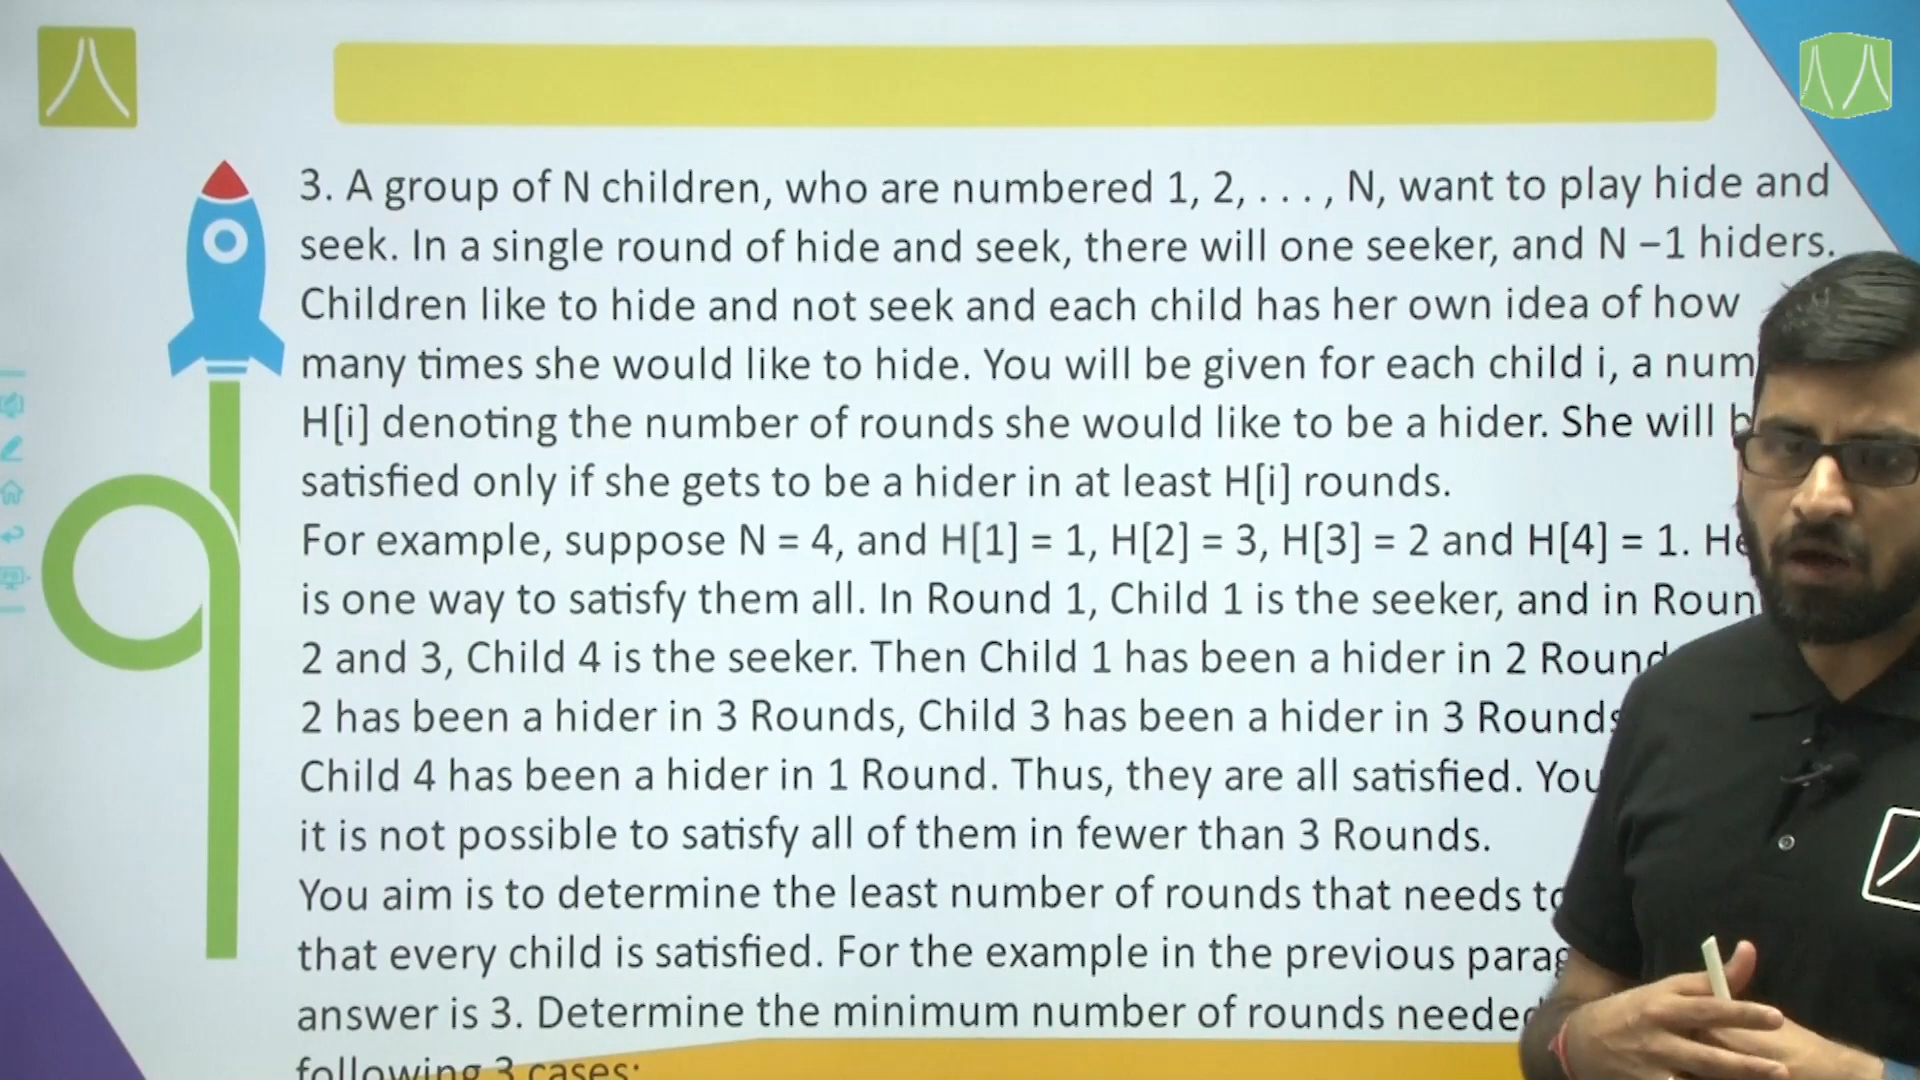 3. A group of N children, who are numbered 1, 2, . . . , N, want to play hide and
seek. In a single round of hide and seek, there will one seeker, and N −1 hiders.
Children like to hide and not seek and each child has her own idea of how
many times she would like to hide. You will be given for each child i, a num
H[i] denoting the number of rounds she would like to be a hider. She will
satisfied only if she gets to be a hider in at least H[i] rounds.
For example, suppose N = 4, and H[1] = 1, H[2] = 3, H[3] = 2 and H[4] = 1.
is one way to satisfy them all. In Round 1, Child 1 is the seeker, and in Roun
2 and 3, Child 4 is the seeker. Then Child 1 has been a hider in 2 Round
2 has been a hider in 3 Rounds, Child 3 has been a hider in 3 Rounds
Child 4 has been a hider in 1 Round. Thus, they are all satisfied. You
it is not possible to satisfy all of them in fewer than 3 Rounds.
You aim is to determine the least number of rounds that needs to
that every child is satisfied. For the example in the previous parag
answer is 3. Determine the minimum number of rounds needed
following 3 cases: